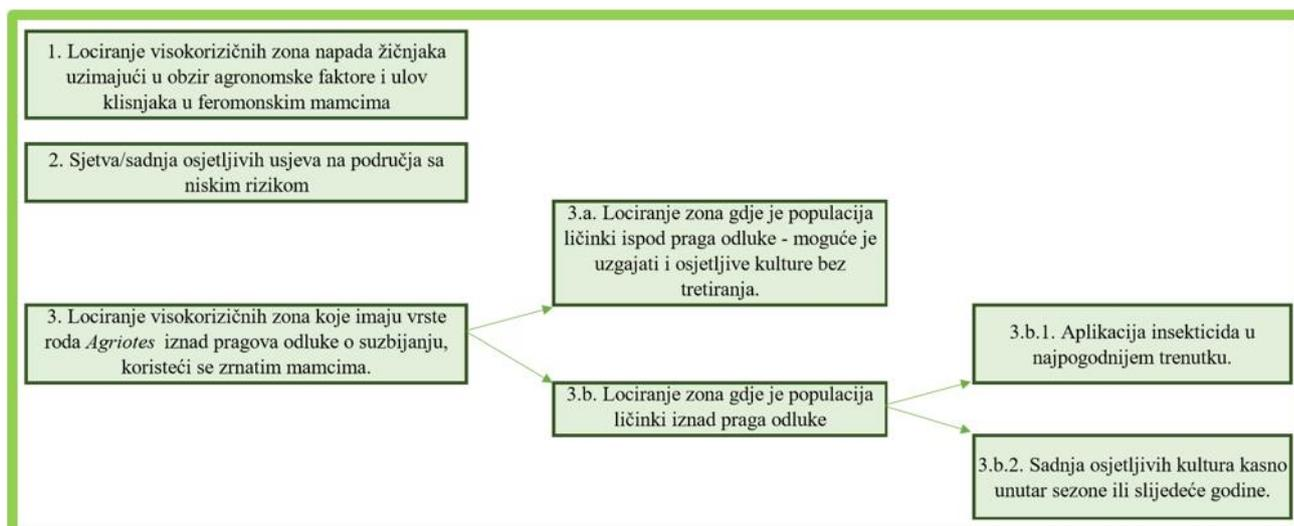 1. Lociranje visokorizičnih zona napada žičnjaka
uzimajući u obzir agronomske faktore i ulov
klisnjaka u feromonskim mamcima
2. Sjetva/sadnja osjetljivih usjeva na područja sa
niskim rizikom
3. Lociranje visokorizičnih zona koje imaju vrste
roda Agriotes iznad pragova odluke o suzbijanju,
koristeći se zrnatim mamcima.
3.a. Lociranje zona gdje je populacija
ličinki ispod praga odluke - moguće je
uzgajati i osjetljive kulture bez
tretiranja.
3.b. Lociranje zona gdje je populacija
ličinki iznad praga odluke
3.b.1. Aplikacija insekticida u
najpogodnijem trenutku.
3.b.2. Sadnja osjetljivih kultura kasno
unutar sezone ili slijedeće godine.